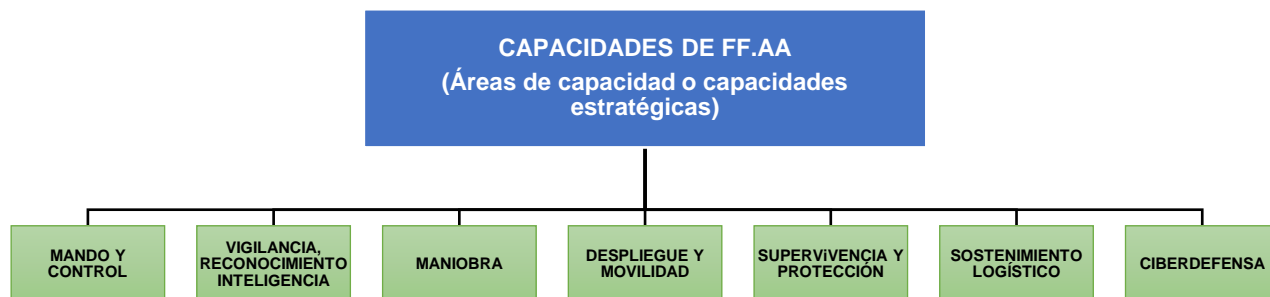 CAPACIDADES DE FF.AA
(Áreas de capacidad o capacidades
estratégicas)
MANDO Y
CONTROL
VIGILANCIA,
RECONOCIMIENTO
INTELIGENCIA
MANIOBRA
DESPLIEGUE Y
MOVILIDAD
SUPERViVENCIA Y
PROTECCIÓN
SOSTENIMIENTO
LOGÍSTICO
CIBERDEFENSA